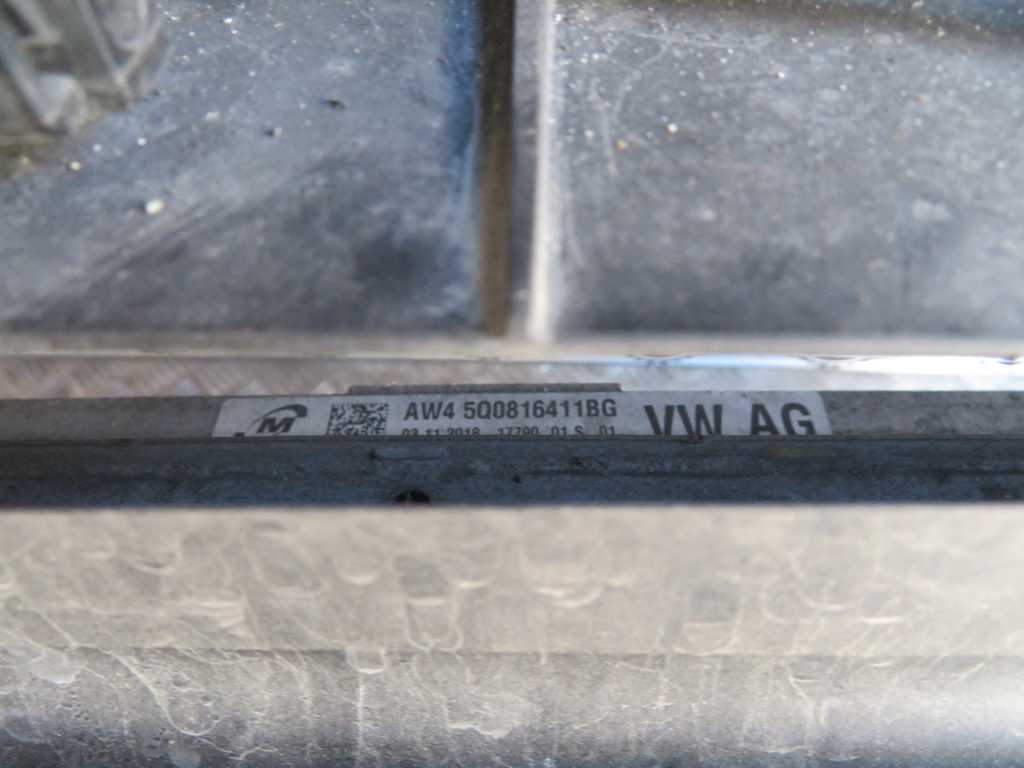 M
AW4 5Q0816411BG
03.11.2018 17790 01 S 01
VW AG